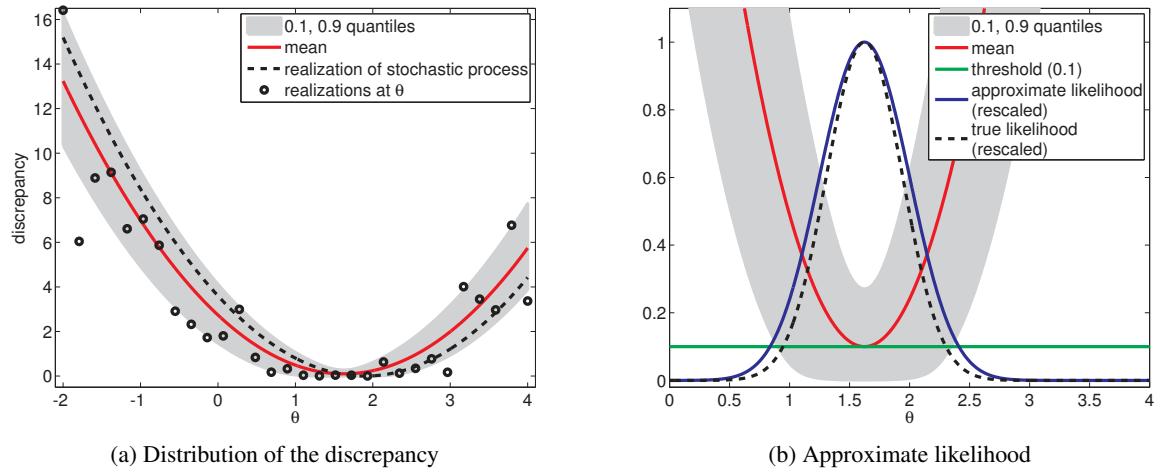 16
14
12
10
8
6
4
2
0
discrepancy
-2
-1
0
1
2
3
4
θ
0.1, 0.9 quantiles
mean
realization of stochastic process
realizations at θ
(a) Distribution of the discrepancy
1
0.8
0.6
0.4
0.2
0
0
0.5
1
1.5
2
2.5
3
3.5
4
θ
0.1, 0.9 quantiles
mean
threshold (0.1)
approximate likelihood
(rescaled)
true likelihood
(rescaled)
(b) Approximate likelihood